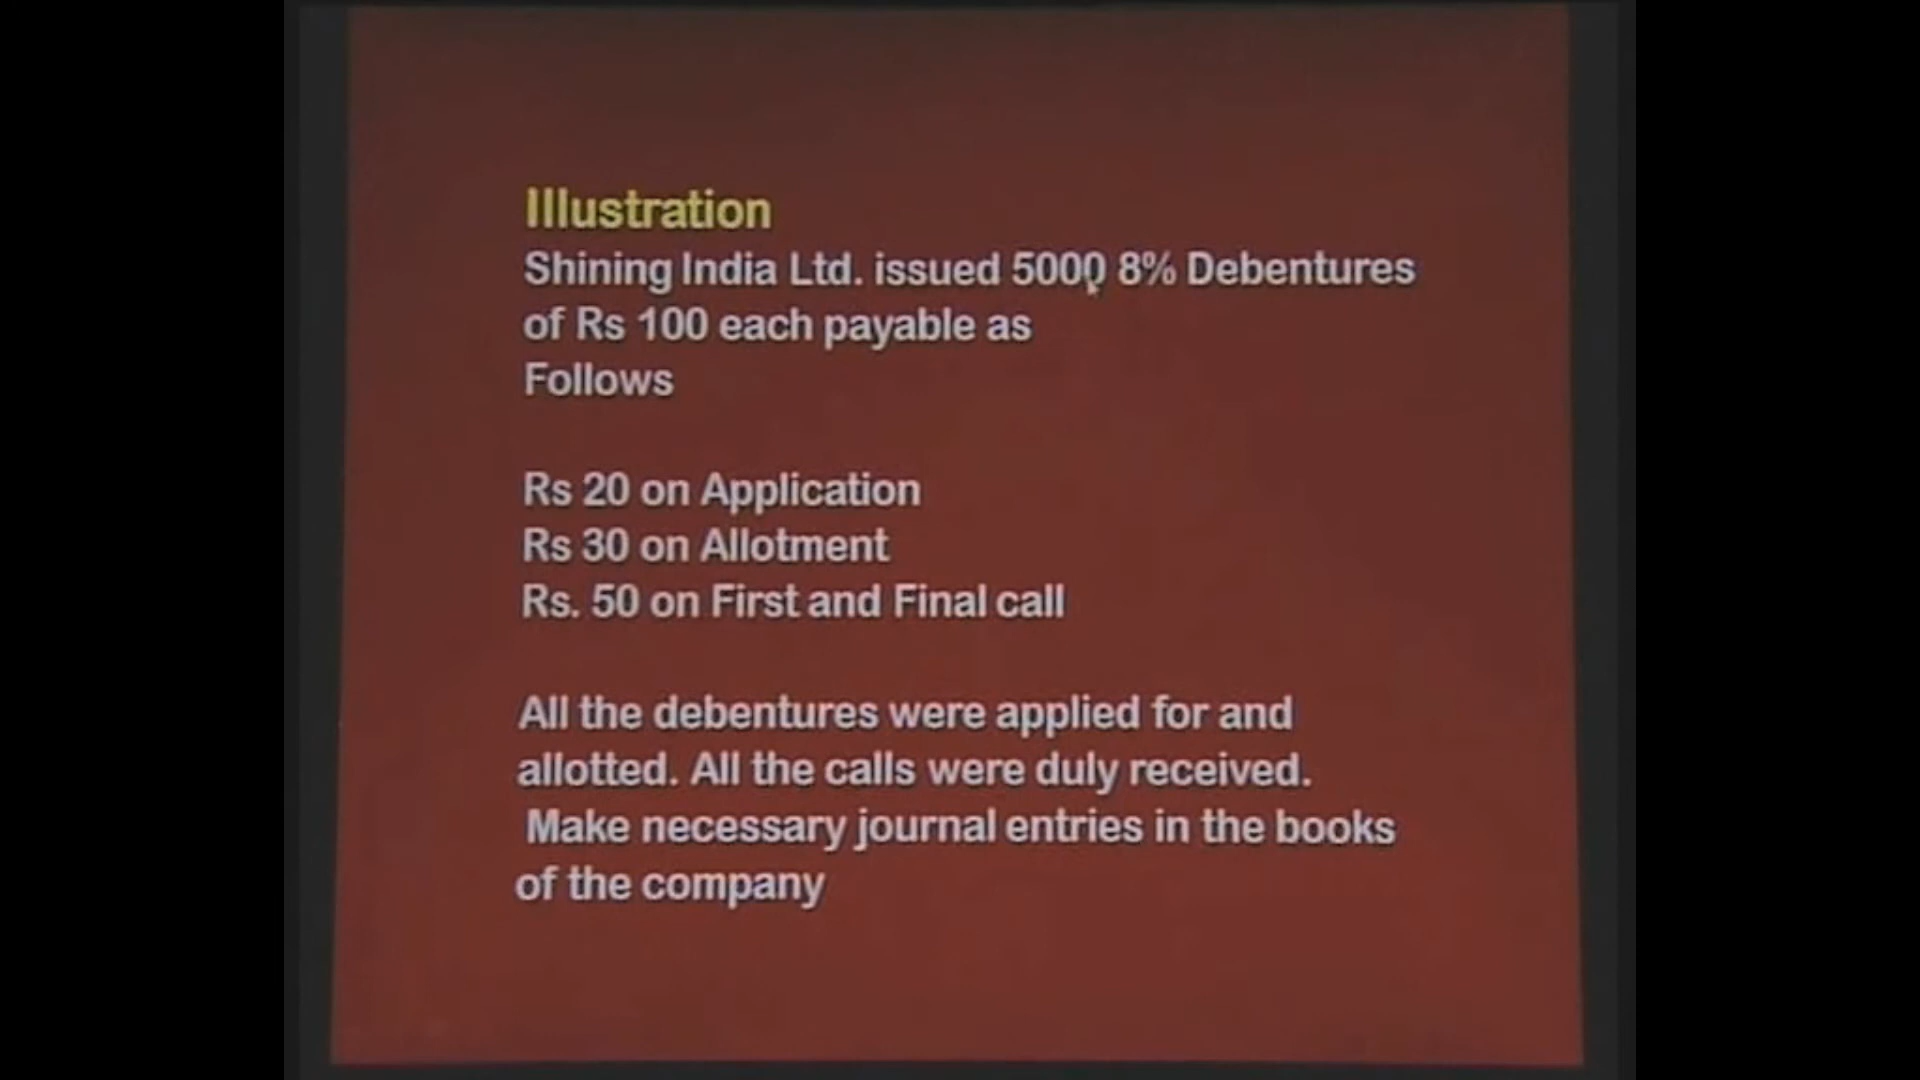 Illustration
Shining India Ltd. issued 5000 8% Debentures
of Rs 100 each payable as
Follows
Rs 20 on Application
Rs 30 on Allotment
Rs. 50 on First and Final call
All the debentures were applied for and
allotted. All the calls were duly received.
Make necessary journal entries in the books
of the company